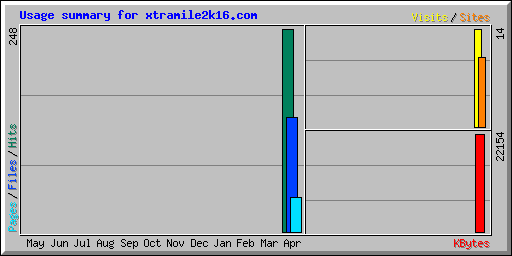 Usage summary for xtramile2k16.com
Visits/Sites
248
14
Pages/Files/Hits
22154
May Jun Jul Aug Sep Oct Nov Dec Jan Feb Mar Apr
KBytes